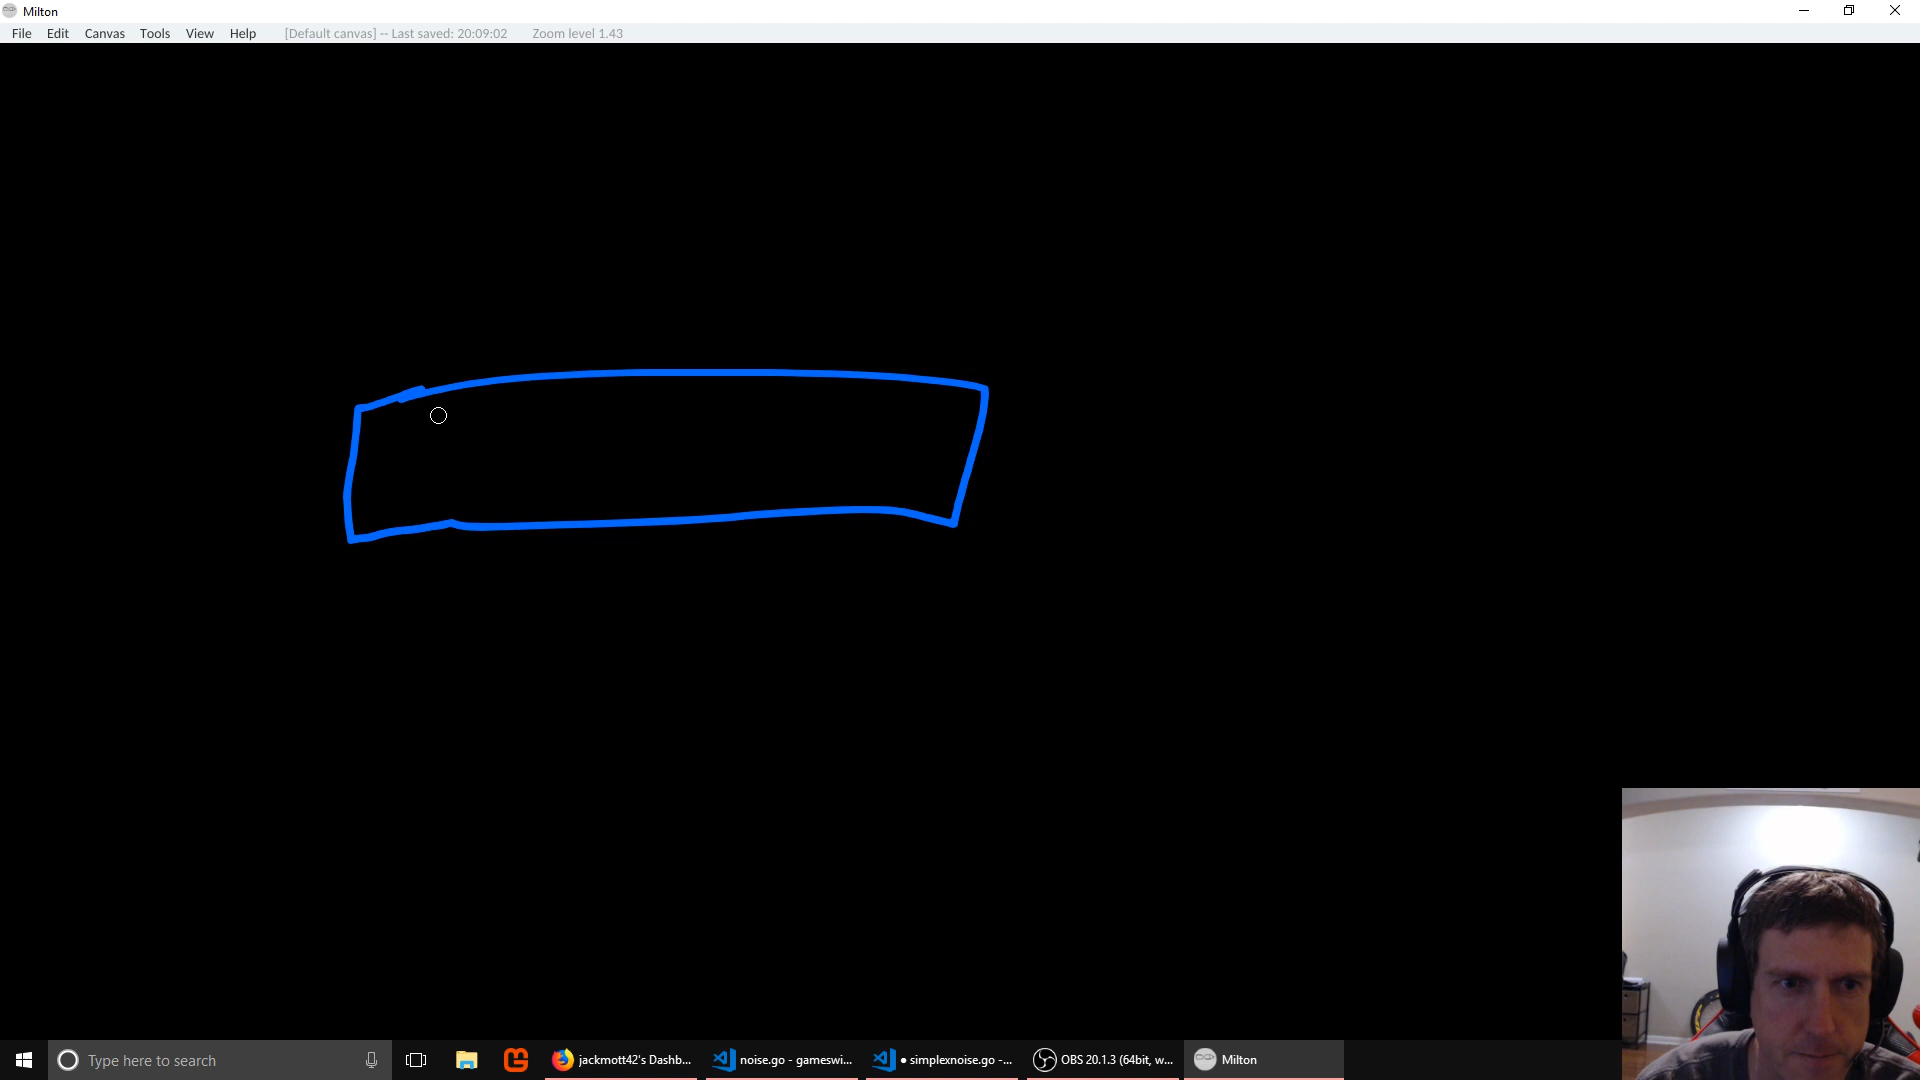 Milton
File Edit Canvas Tools View Help [Default canvas] -- Last saved: 20:09:02 Zoom level 1.43
Type here to search
jackmott42's Dashb...
noise.go - gameswi...
● simplexnoise.go -...
OBS 20.1.3 (64bit, w...
Milton